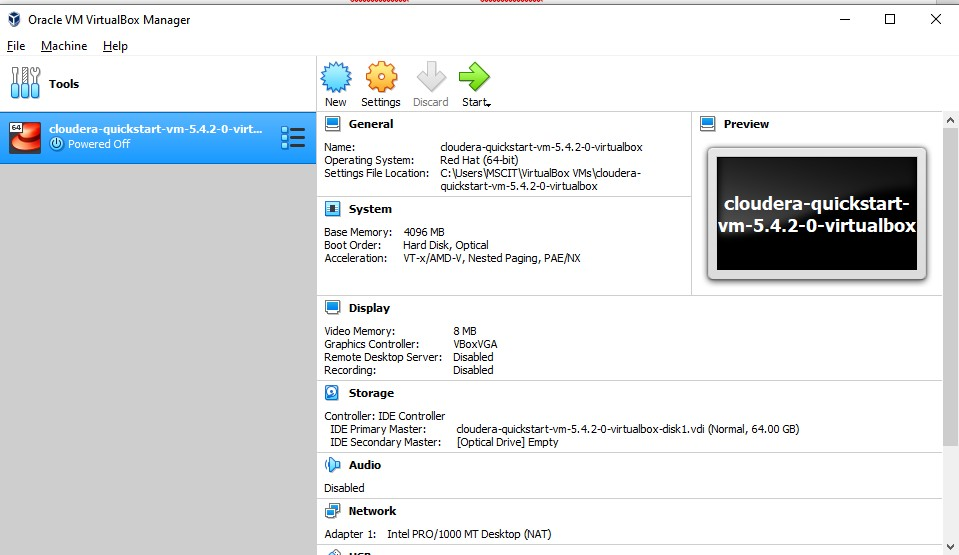 Oracle VM VirtualBox Manager
File Machine Help
Tools
New Settings Discard Start
64
cloudera-quickstart-vm-5.4.2-0-virt...
Powered Off
General
Name: cloudera-quickstart-vm-5.4.2-0-virtualbox
Operating System: Red Hat (64-bit)
Settings File Location: C:\Users\MSCIT\VirtualBox VMs\cloudera-
quickstart-vm-5.4.2-0-virtualbox
Preview
cloudera-quickstart-
vm-5.4.2-0-virtualbox
System
Base Memory: 4096 MB
Boot Order: Hard Disk, Optical
Acceleration: VT-x/AMD-V, Nested Paging, PAE/NX
Display
Video Memory: 8 MB
Graphics Controller: VBoxVGA
Remote Desktop Server: Disabled
Recording: Disabled
Storage
Controller: IDE Controller
IDE Primary Master: cloudera-quickstart-vm-5.4.2-0-virtualbox-disk1.vdi (Normal, 64.00 GB)
IDE Secondary Master: [Optical Drive] Empty
Audio
Disabled
Network
Adapter 1: Intel PRO/1000 MT Desktop (NAT)